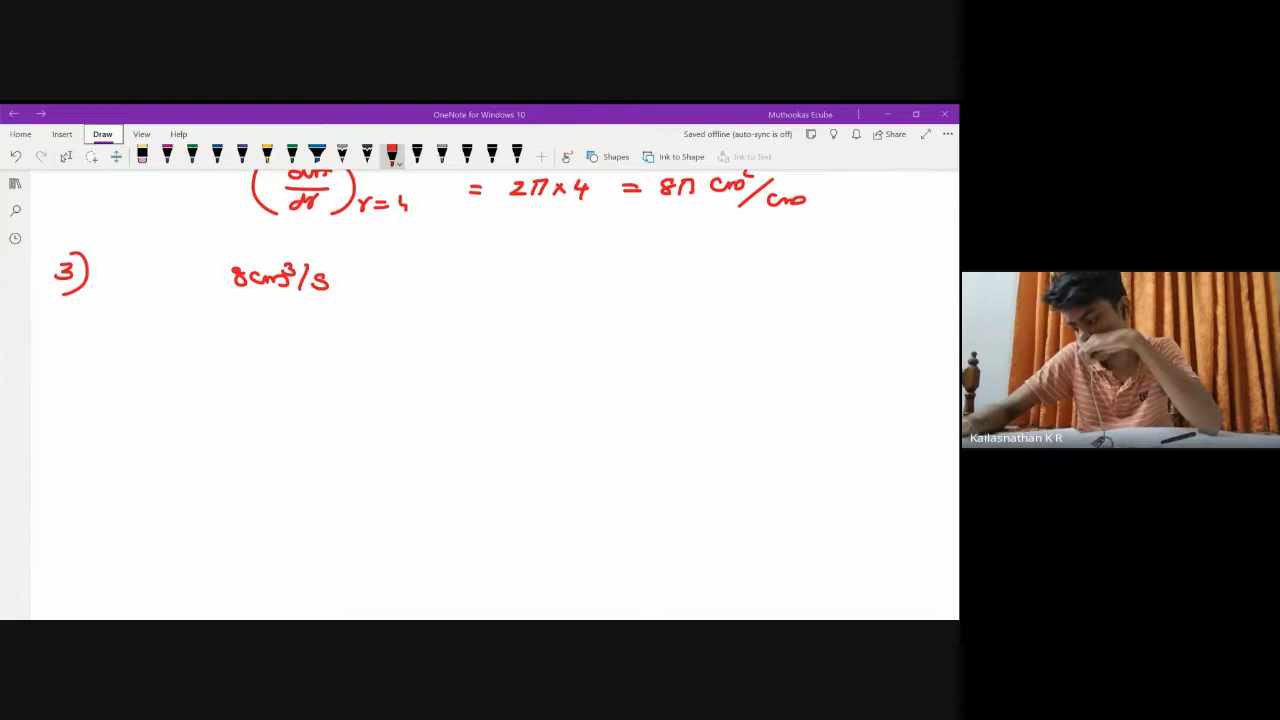 OneNote for Windows 10
Muthookas Ecube
Home Insert Draw View Help
Saved offline (auto-sync is off) Share
Shapes Ink to Shape Ink to Text
dr r=4 = 2π×4 = 8π cm²/cm
3) 8cm³/s
Kailasnathan K R